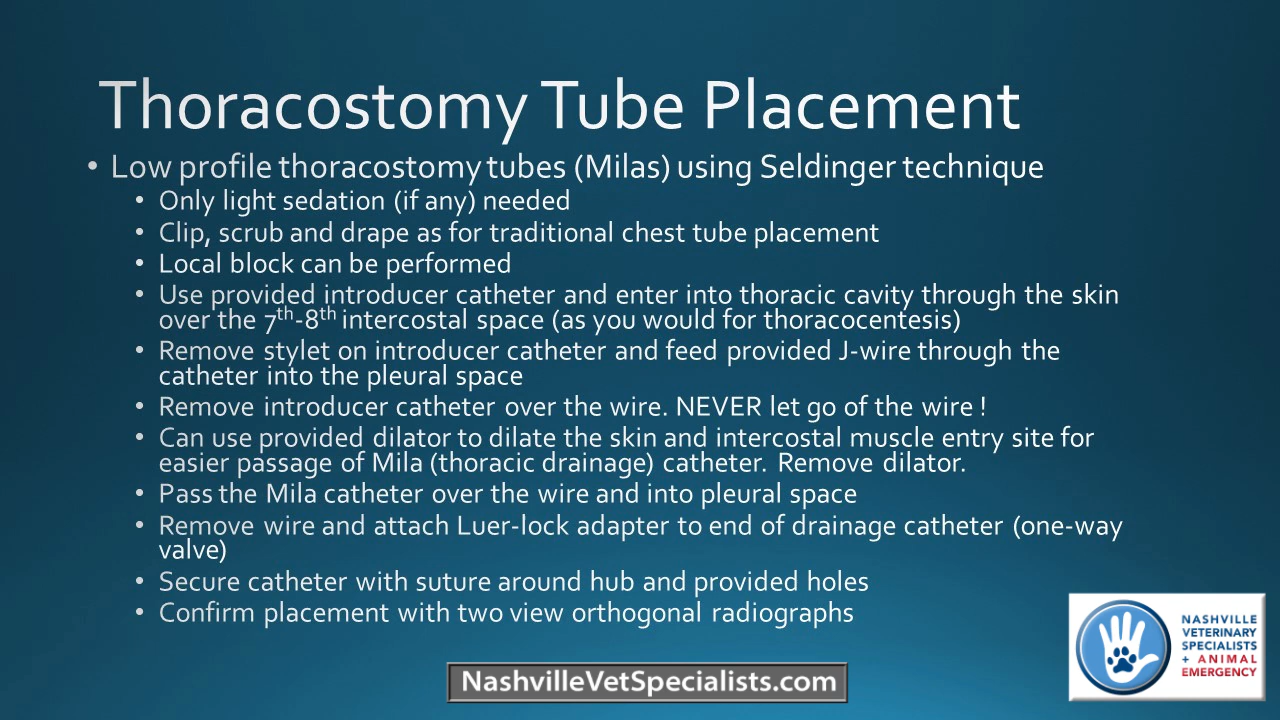 Thoracostomy Tube Placement
• Low profile thoracostomy tubes (Milas) using Seldinger technique
• Only light sedation (if any) needed
• Clip, scrub and drape as for traditional chest tube placement
• Local block can be performed
• Use provided introducer catheter and enter into thoracic cavity through the skin
over the 7th-8th intercostal space (as you would for thoracocentesis)
• Remove stylet on introducer catheter and feed provided J-wire through the
catheter into the pleural space
• Remove introducer catheter over the wire. NEVER let go of the wire !
• Can use provided dilator to dilate the skin and intercostal muscle entry site for
easier passage of Mila (thoracic drainage) catheter. Remove dilator.
• Pass the Mila catheter over the wire and into pleural space
• Remove wire and attach Luer-lock adapter to end of drainage catheter (one-way
valve)
• Secure catheter with suture around hub and provided holes
• Confirm placement with two view orthogonal radiographs
NASHVILLE
VETERINARY
SPECIALISTS
+ ANIMAL
EMERGENCY
NashvilleVetSpecialists.com